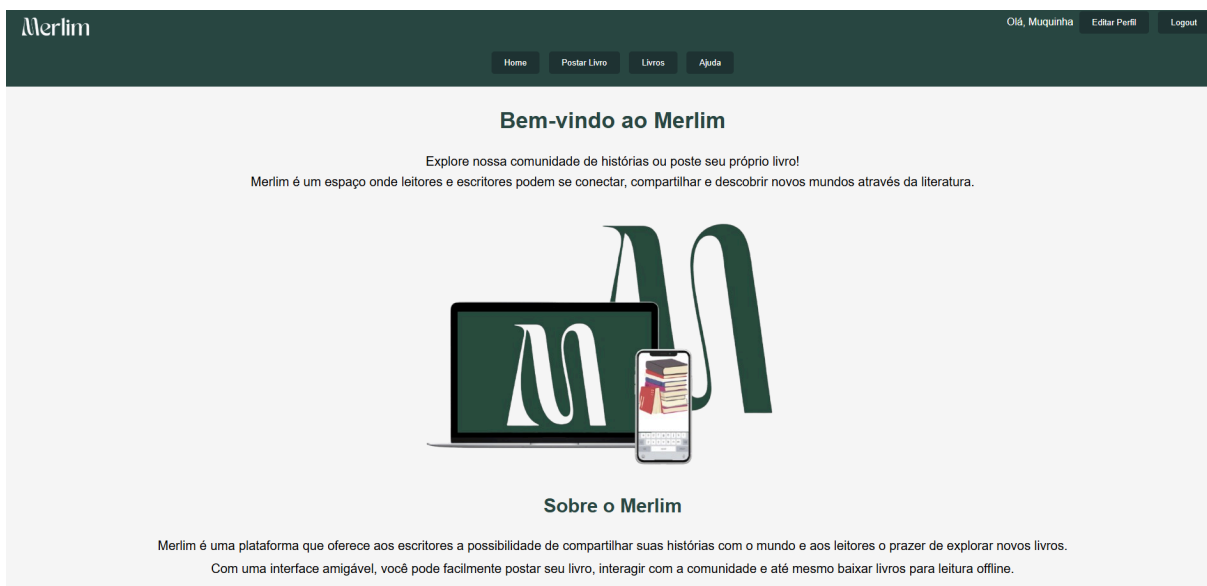 Merlim
Olá, Muquinha Editar Perfil Logout
Home Postar Livro Livros Ajuda
Bem-vindo ao Merlim
Explore nossa comunidade de histórias ou poste seu próprio livro!
Merlim é um espaço onde leitores e escritores podem se conectar, compartilhar e descobrir novos mundos através da literatura.
M
M
Sobre o Merlim
Merlim é uma plataforma que oferece aos escritores a possibilidade de compartilhar suas histórias com o mundo e aos leitores o prazer de explorar novos livros.
Com uma interface amigável, você pode facilmente postar seu livro, interagir com a comunidade e até mesmo baixar livros para leitura offline.